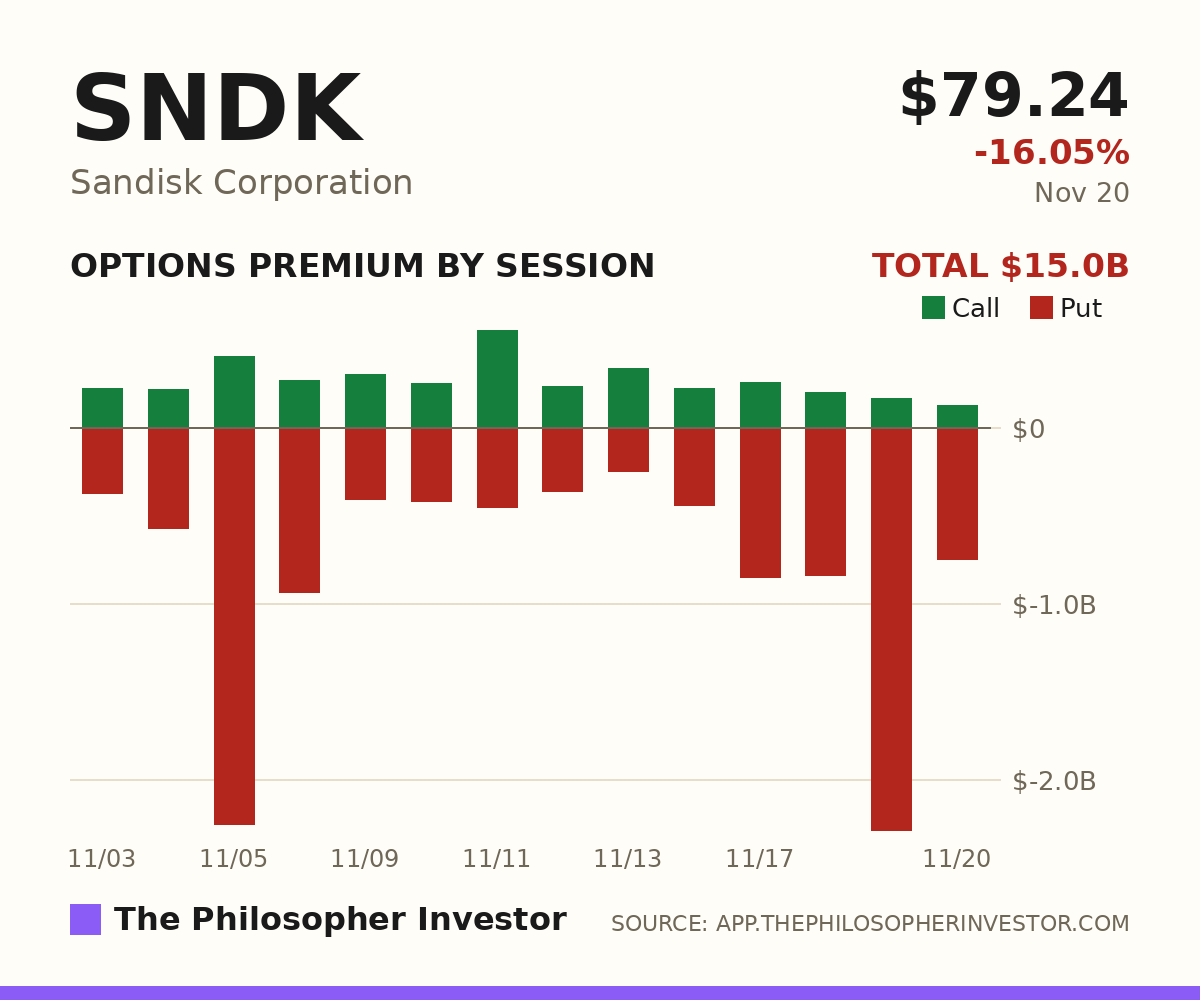 SNDK
$79.24
Sandisk Corporation
-16.05%
Nov 20
OPTIONS PREMIUM BY SESSION
TOTAL $15.0B
Call
Put
$0
$-1.0B
$-2.0B
11/03 11/05 11/09 11/11 11/13 11/17 11/20
The Philosopher Investor
SOURCE: APP.THEPHILOSOPHERINVESTOR.COM